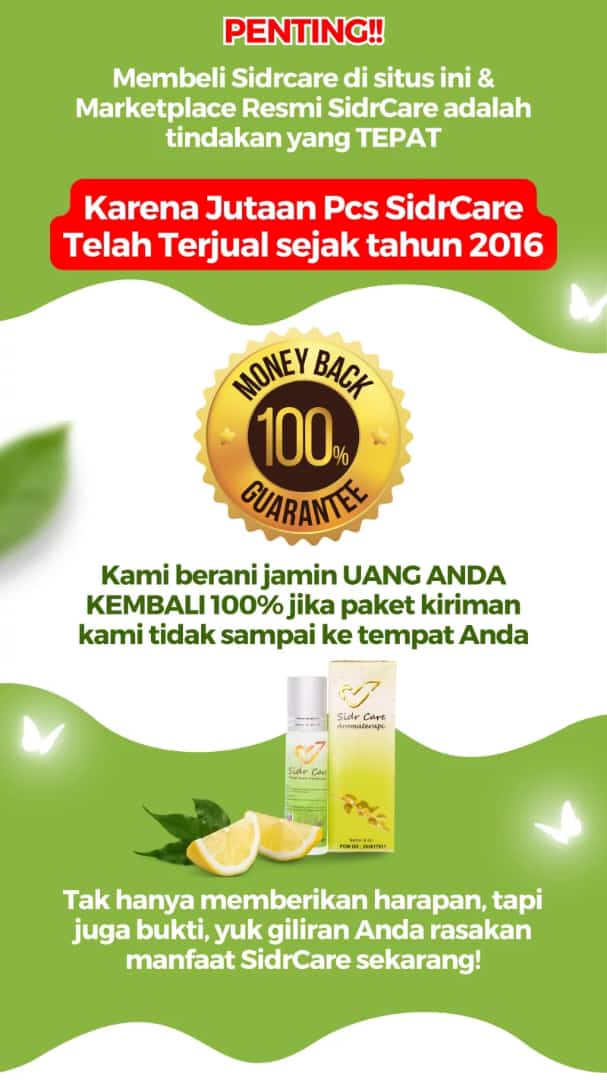 PENTING!!
Membeli Sidrcare di situs ini &
Marketplace Resmi SidrCare adalah
tindakan yang TEPAT
Karena Jutaan Pcs SidrCare
Telah Terjual sejak tahun 2016
MONEY BACK
100%
GUARANTEE
Kami berani jamin UANG ANDA
KEMBALI 100% jika paket kiriman
kami tidak sampai ke tempat Anda
Sidr Care
Aromaterapi
Sidr Care
Tak hanya memberikan harapan, tapi
juga bukti, yuk giliran Anda rasakan
manfaat SidrCare sekarang!